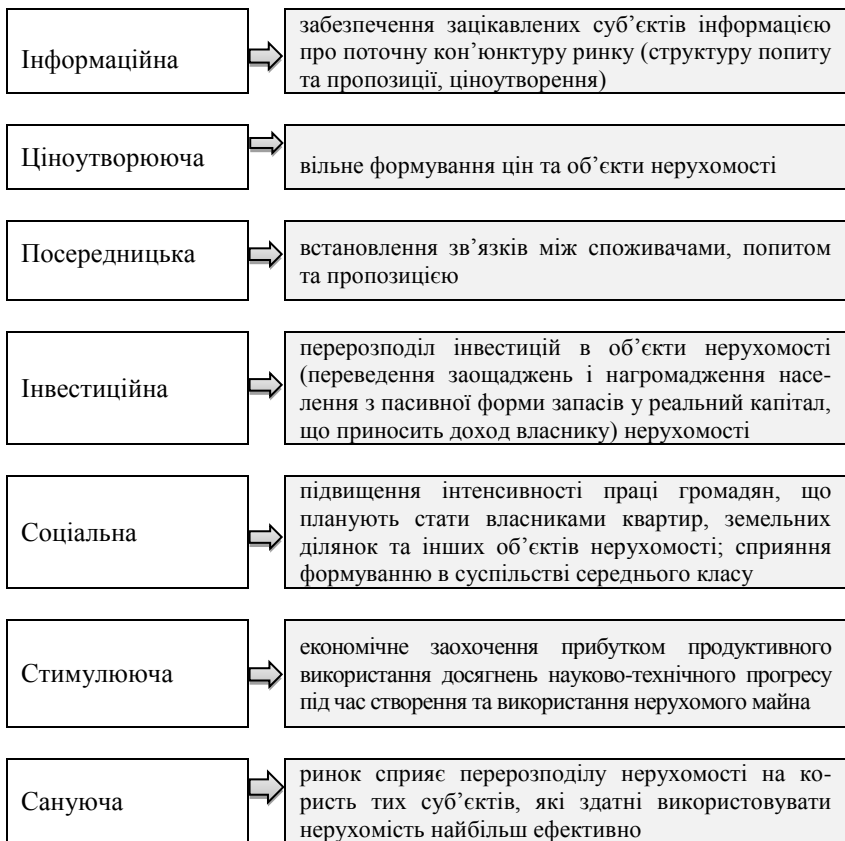 Інформаційна
забезпечення зацікавлених суб’єктів інформацією
про поточну кон’юнктуру ринку (структуру попиту
та пропозиції, ціноутворення)
Ціноутворююча
вільне формування цін та об’єкти нерухомості
Посередницька
встановлення зв’язків між споживачами, попитом
та пропозицією
Інвестиційна
перерозподіл інвестицій в об’єкти нерухомості
(переведення заощаджень і нагромадження насе-
лення з пасивної форми запасів у реальний капітал,
що приносить доход власнику) нерухомості
Соціальна
підвищення інтенсивності праці громадян, що
планують стати власниками квартир, земельних
ділянок та інших об’єктів нерухомості; сприяння
формуванню в суспільстві середнього класу
Стимулююча
економічне заохочення прибутком продуктивного
використання досягнень науково-технічного прогресу
під час створення та використання нерухомого майна
Сануюча
ринок сприяє перерозподілу нерухомості на ко-
ристь тих суб’єктів, які здатні використовувати
нерухомість найбільш ефективно